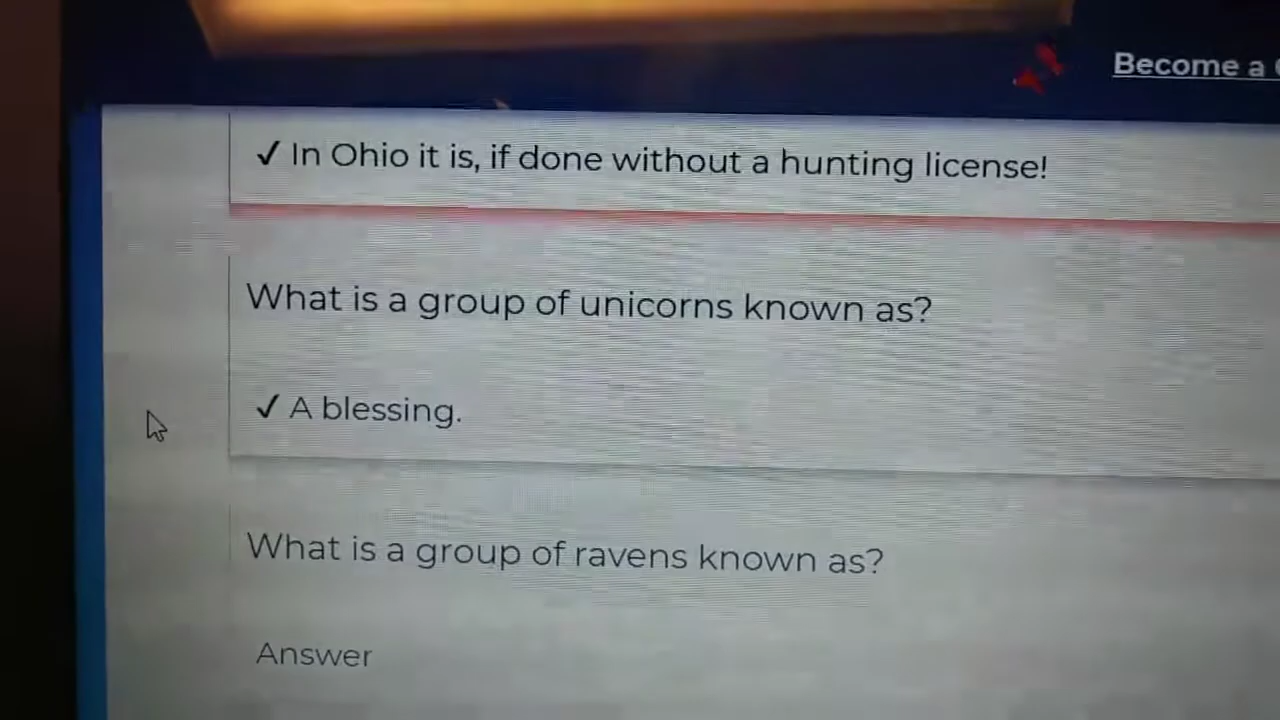 Become a
✓ In Ohio it is, if done without a hunting license!
What is a group of unicorns known as?
✓ A blessing.
What is a group of ravens known as?
Answer